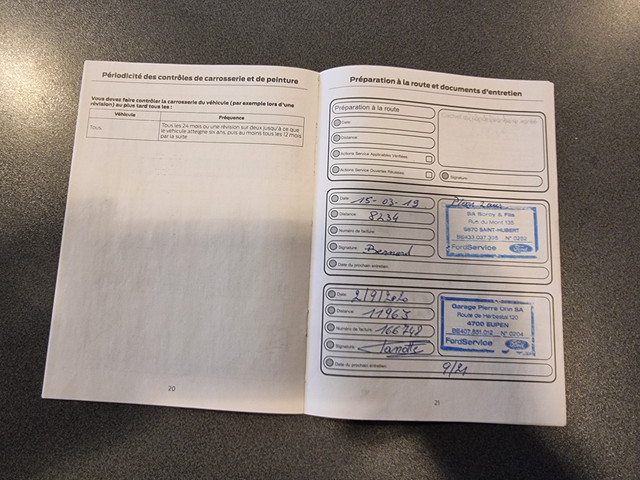 Périodicité des contrôles de carrosserie et de peinture
Vous devez faire contrôler la carrosserie du véhicule (par exemple lors d'une
révision) au plus tard tous les :
Véhicule
Fréquence
Tous.
Tous les 24 mois ou une révision sur deux jusqu'à ce que
le véhicule atteigne six ans, puis au moins tous les 12 mois
par la suite
20
Préparation à la route et documents d'entretien
Préparation à la route
Date:
Distance:
Actions Service Applicables Vérifiées
Actions Service Ouvertes Résolues
Signature:
Date: 15-03-19
Distance: 8234
Numéro de facture:
Signature: Bernard
Date du prochain entretien:
6870 SAINT-HUBERT
FordService
Ford
Date: 2/9/2020
Distance: 11963
Numéro de facture: 166748
Signature:
Date du prochain entretien: 9/21
Garage Pierre SA
4700 EUPEN
FordService
Ford
21